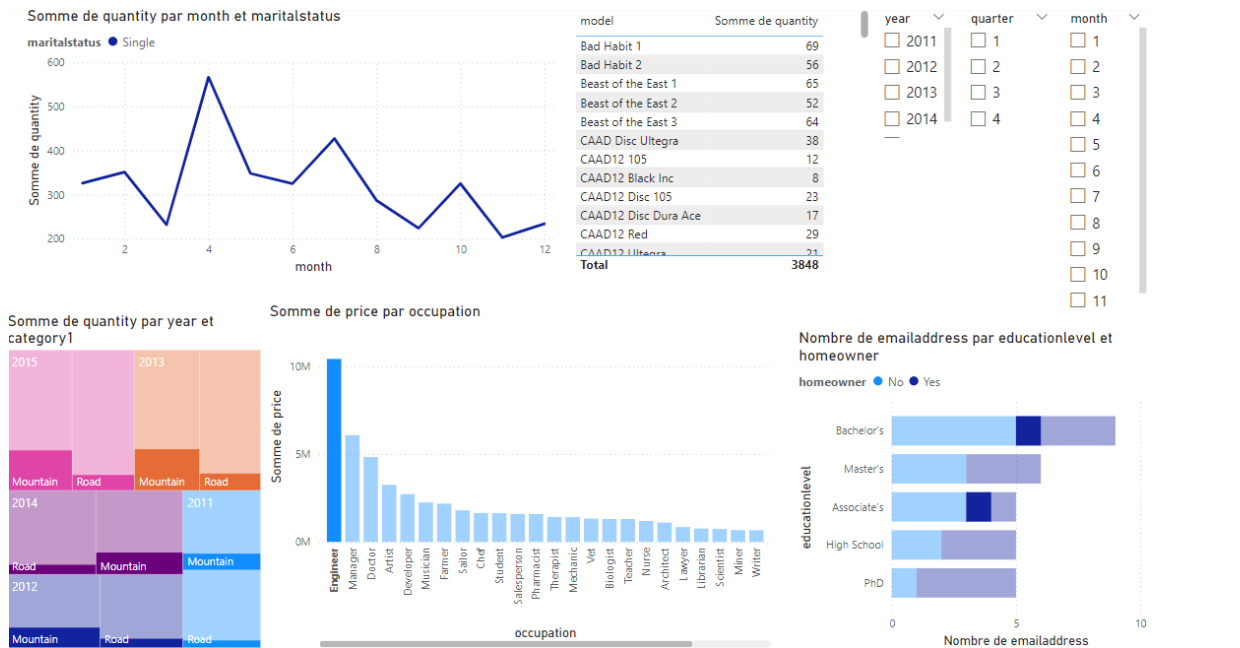 Somme de quantity par month et maritalstatus
maritalstatus Single
600
500
400
300
200
Somme de quantity
2 4 6 8 10 12
month
model Somme de quantity
Bad Habit 1 69
Bad Habit 2 56
Beast of the East 1 65
Beast of the East 2 52
Beast of the East 3 64
CAAD Disc Ultegra 38
CAAD12 105 12
CAAD12 Black Inc 8
CAAD12 Disc 105 23
CAAD12 Disc Dura Ace 17
CAAD12 Red 29
CAAD12 Ultegra 21
Total 3848
year
2011
2012
2013
2014
quarter
1
2
3
4
month
1
2
3
4
5
6
7
8
9
10
11
Somme de quantity par year et
category1
2015
Mountain
Road
2013
Mountain
Road
2014
Road
Mountain
2011
Mountain
Road
2012
Mountain
Road
Somme de price par occupation
10M
5M
0M
Somme de price
Engineer
Manager
Doctor
Artist
Developer
Musician
Farmer
Sailor
Chef
Student
Salesperson
Pharmacist
Therapist
Mechanic
Vet
Biologist
Teacher
Nurse
Architect
Lawyer
Librarian
Scientist
Miner
Writer
occupation
Nombre de emailaddress par educationlevel et
homeowner
homeowner No Yes
educationlevel
Bachelor's
Master's
Associate's
High School
PhD
0 5 10
Nombre de emailaddress